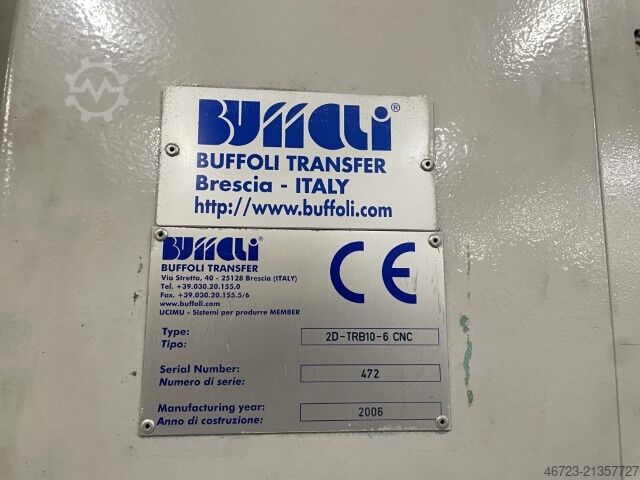 BUFFOLI®
BUFFOLI TRANSFER
Brescia - ITALY
http://www.buffoli.com
BUFFOLI®
BUFFOLI TRANSFER
Via Stretta, 40 - 25128 Brescia (ITALY)
Tel. +39.030.20.155.0
Fax. +39.030.20.155.5/6
www.buffoli.com
UCIMU - Sistemi per produrre MEMBER
CE
Type: 2D-TRB10-6 CNC
Tipo:
Serial Number: 472
Numero di serie:
Manufacturing year: 2006
Anno di costruzione:
46723-21357727